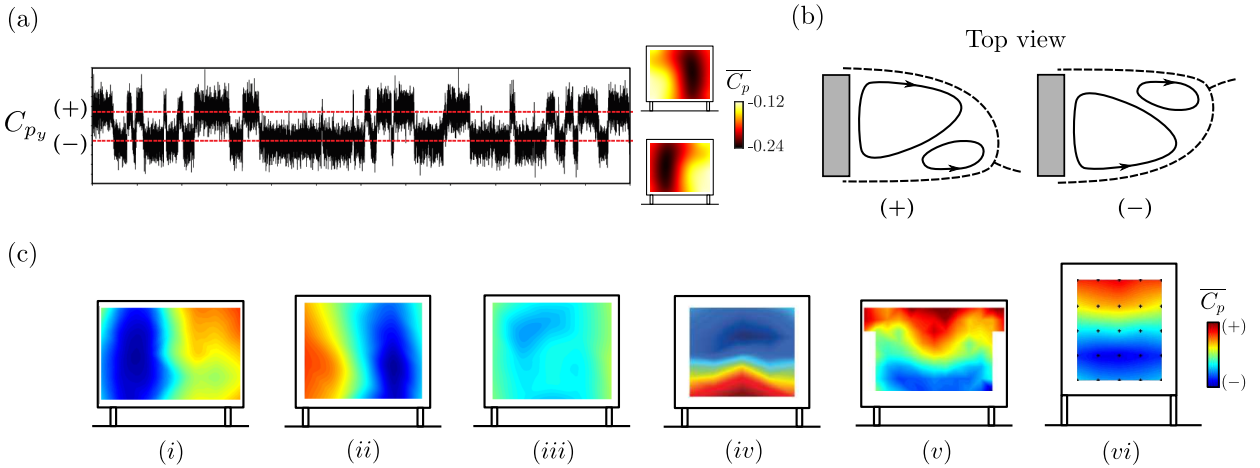 (a)
(b)
Top view
(+)
C_{p_y}
(−)
\overline{C_p}
-0.12
-0.24
(+)
(−)
(c)
\overline{C_p}
(+)
(−)
(i)
(ii)
(iii)
(iv)
(v)
(vi)